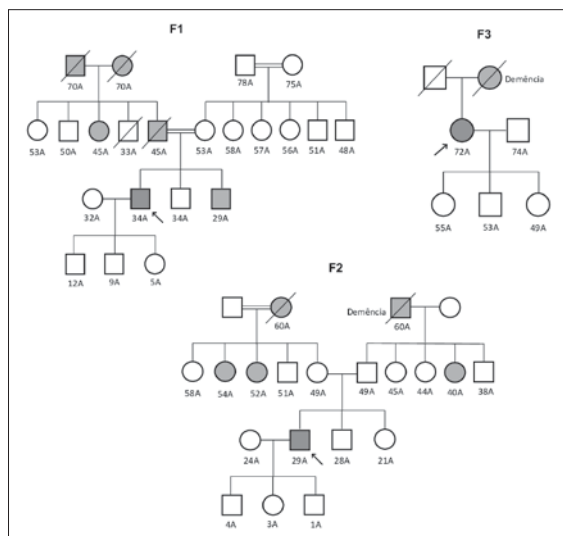 F1
F3
70A 70A 78A 75A
Demência
53A 50A 45A 33A 45A 53A 58A 57A 56A 51A 48A
72A 74A
32A 34A 34A 29A
55A 53A 49A
12A 9A 5A
F2
Demência
60A 60A
58A 54A 52A 51A 49A 49A 45A 44A 40A 38A
24A 29A 28A 21A
4A 3A 1A